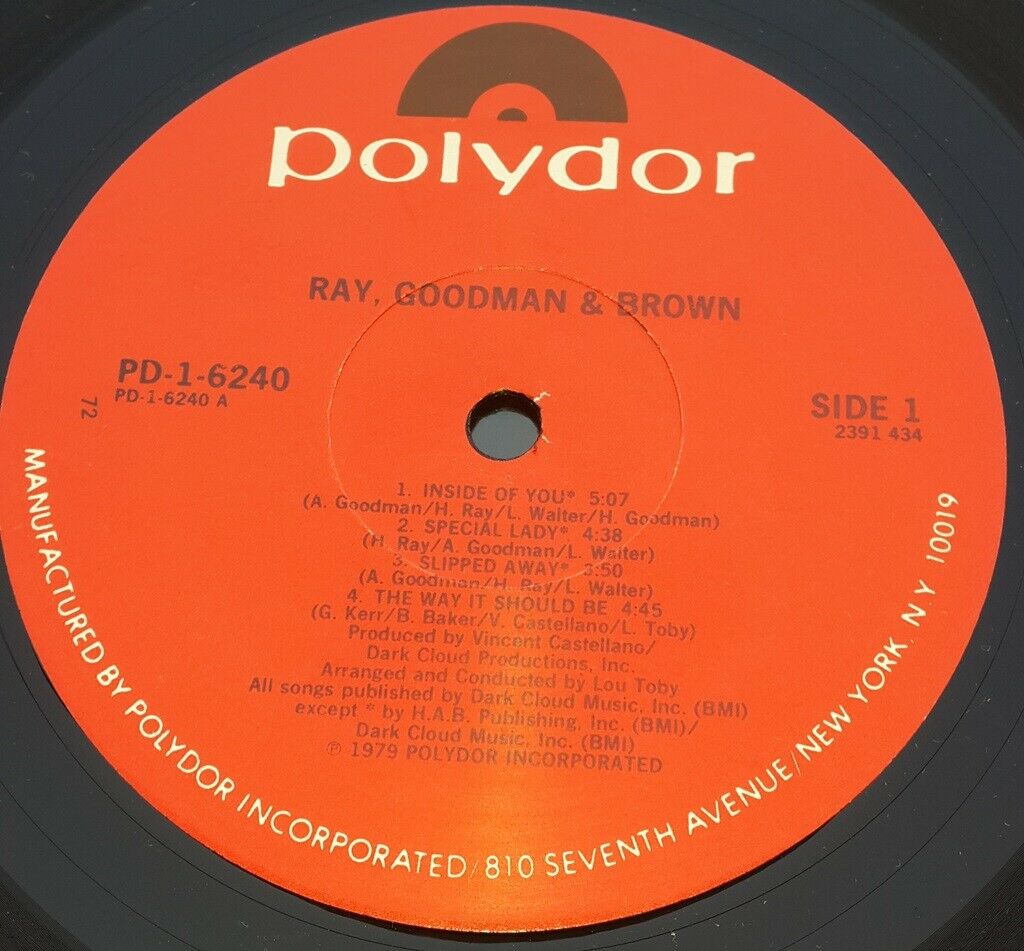 polydor
RAY, GOODMAN & BROWN
PD-1-6240
PD-1-6240 A
72
SIDE 1
2391 434
1. INSIDE OF YOU* 5:07
(A. Goodman/H. Ray/L. Walter/H. Goodman)
2. SPECIAL LADY* 4:38
(H. Ray/A. Goodman/L. Walter)
3. SLIPPED AWAY* 3:50
(A. Goodman/H. Ray/L. Walter)
4. THE WAY IT SHOULD BE 4:45
(G. Kerr/B. Baker/V. Castellano/L. Toby)
Produced by Vincent Castellano/
Dark Cloud Productions, Inc.
Arranged and Conducted by Lou Toby
All songs published by Dark Cloud Music, Inc. (BMI)
except * by H.A.B. Publishing, Inc. (BMI)/
Dark Cloud Music, Inc. (BMI)
℗ 1979 POLYDOR INCORPORATED
MANUFACTURED BY POLYDOR INCORPORATED/810 SEVENTH AVENUE/NEW YORK, N.Y 10019